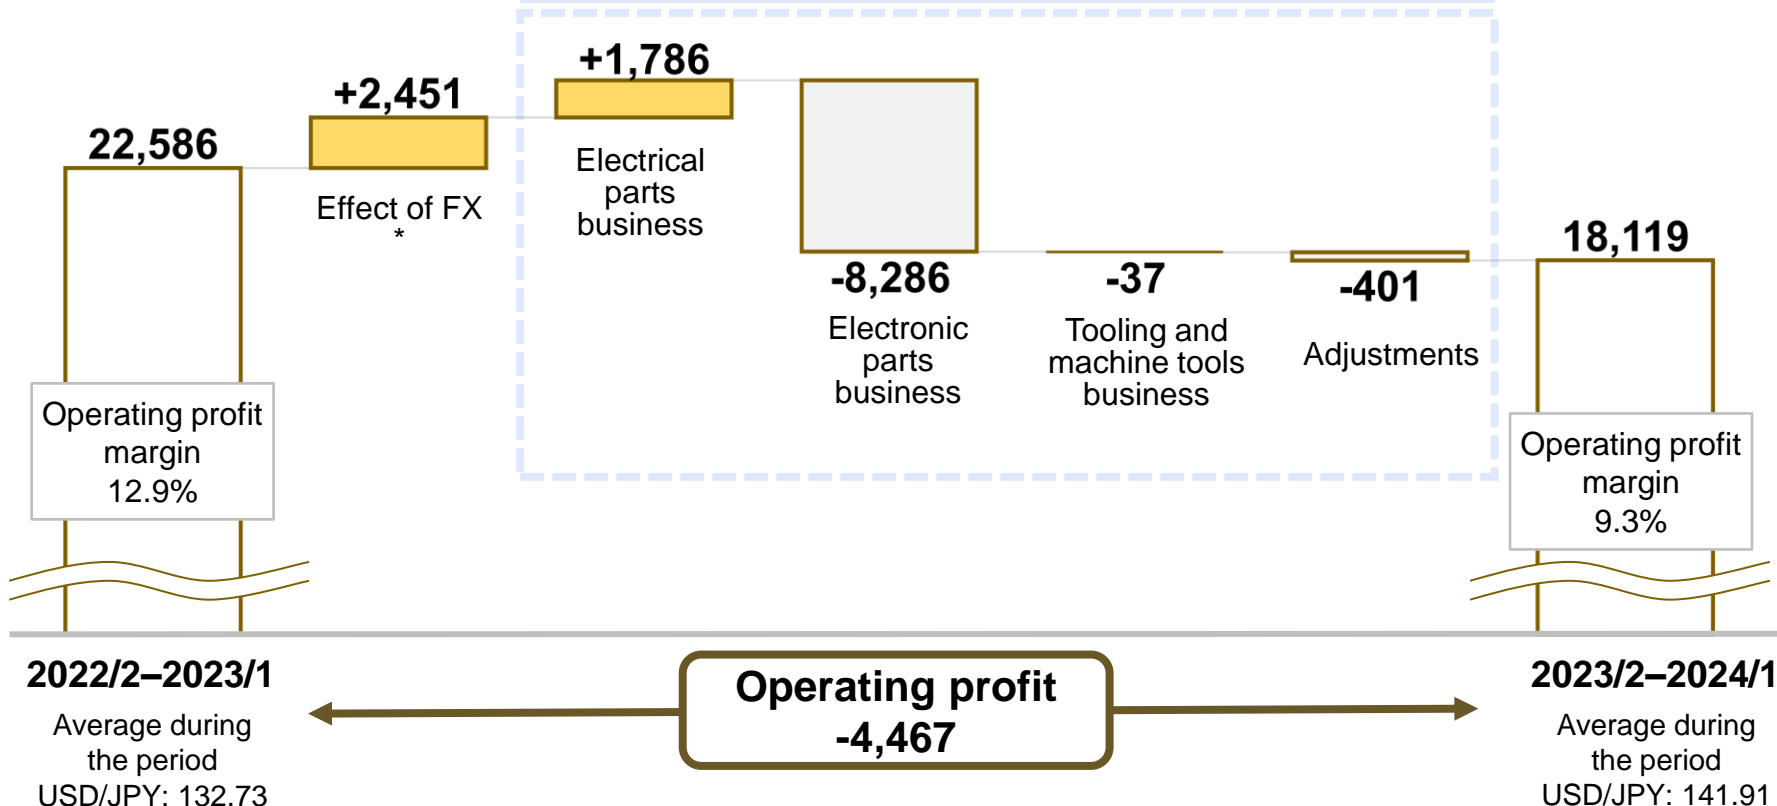 22,586
+2,451
Effect of FX
*
+1,786
Electrical
parts
business
-8,286
Electronic
parts
business
-37
Tooling and
machine tools
business
-401
Adjustments
18,119
Operating profit
margin
12.9%
Operating profit
margin
9.3%
2022/2–2023/1
Average during
the period
USD/JPY: 132.73
Operating profit
-4,467
2023/2–2024/1
Average during
the period
USD/JPY: 141.91